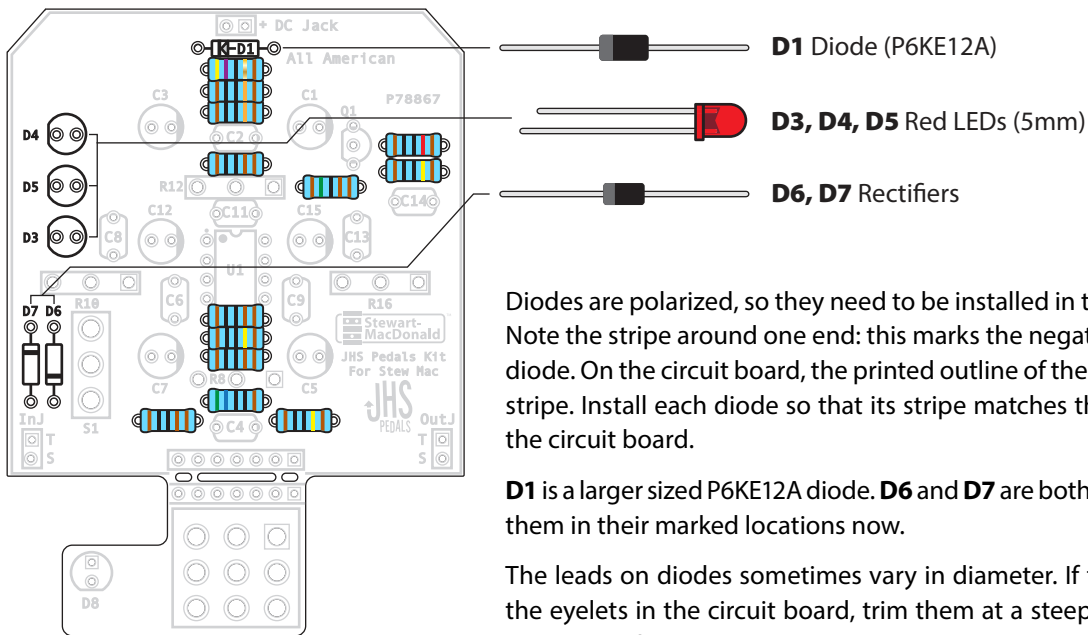 + DC Jack
D1
All American
D1 Diode (P6KE12A)
C3
C1
P78867
Q1
D4
C2
D3, D4, D5 Red LEDs (5mm)
D5
R12
D6, D7 Rectifiers
C14
C12
C11
C15
D3
C8
C13
U1
R10
C6
C9
R16
D7 D6
Stewart-
MacDonald
JHS Pedals Kit
For Stew Mac
C7
R8
C5
JHS
PEDALS
InJ
T
S
S1
C4
OutJ
T
S
D8
Diodes are polarized, so they need to be installed in t
Note the stripe around one end: this marks the negat
diode. On the circuit board, the printed outline of the
stripe. Install each diode so that its stripe matches th
the circuit board.
D1 is a larger sized P6KE12A diode. D6 and D7 are both
them in their marked locations now.
The leads on diodes sometimes vary in diameter. If
the eyelets in the circuit board, trim them at a steep